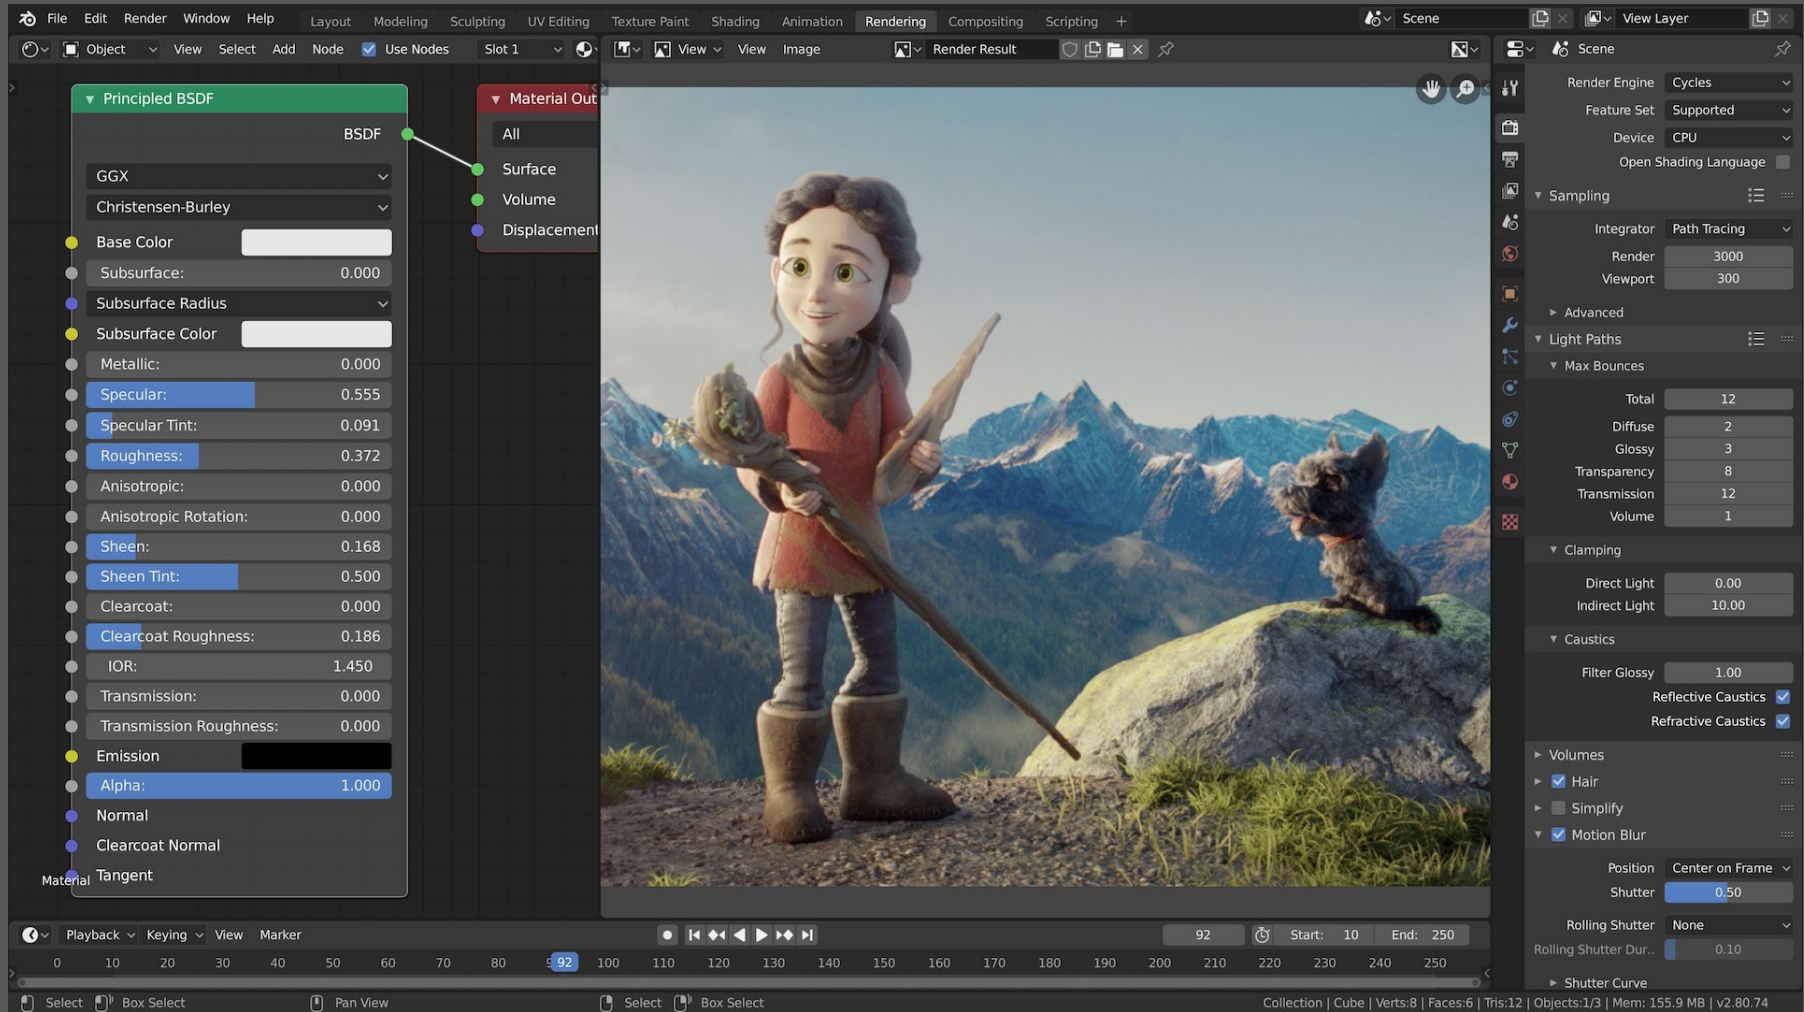 File Edit Render Window Help
Layout Modeling Sculpting UV Editing Texture Paint Shading Animation Rendering Compositing Scripting +
Scene
View Layer
Object View Select Add Node Use Nodes Slot 1
View View Image Render Result
Scene
Principled BSDF
BSDF
GGX
Christensen-Burley
Base Color
Subsurface: 0.000
Subsurface Radius
Subsurface Color
Metallic: 0.000
Specular: 0.555
Specular Tint: 0.091
Roughness: 0.372
Anisotropic: 0.000
Anisotropic Rotation: 0.000
Sheen: 0.168
Sheen Tint: 0.500
Clearcoat: 0.000
Clearcoat Roughness: 0.186
IOR: 1.450
Transmission: 0.000
Transmission Roughness: 0.000
Emission
Alpha: 1.000
Normal
Clearcoat Normal
Tangent
Material
Material Out
All
Surface
Volume
Displacement
Render Engine Cycles
Feature Set Supported
Device CPU
Open Shading Language
Sampling
Integrator Path Tracing
Render 3000
Viewport 300
Advanced
Light Paths
Max Bounces
Total 12
Diffuse 2
Glossy 3
Transparency 8
Transmission 12
Volume 1
Clamping
Direct Light 0.00
Indirect Light 10.00
Caustics
Filter Glossy 1.00
Reflective Caustics
Refractive Caustics
Volumes
Hair
Simplify
Motion Blur
Position Center on Frame
Shutter 0.50
Rolling Shutter None
Rolling Shutter Dur.. 0.10
Shutter Curve
Playback Keying View Marker
92 Start: 10 End: 250
0 10 20 30 40 50 60 70 80 92 100 110 120 130 140 150 160 170 180 190 200 210 220 230 240 250
Select Box Select Pan View Select Box Select
Collection | Cube | Verts:8 | Faces:6 | Tris:12 | Objects:1/3 | Mem: 155.9 MB | v2.80.74